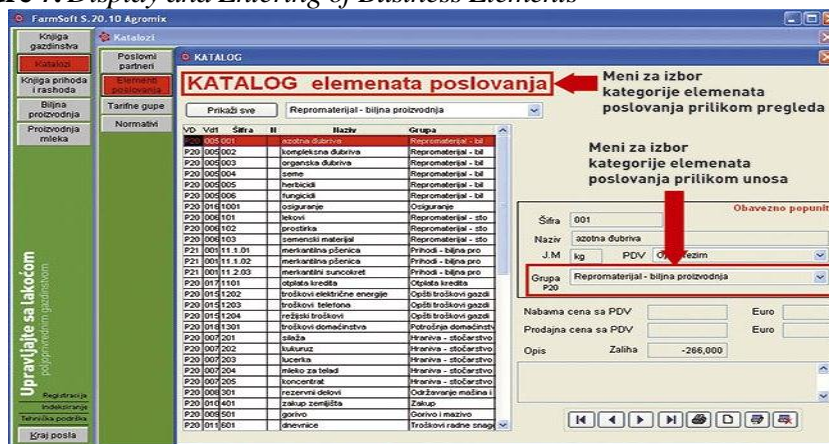 Display and Entering of Business Elements
FarmSoft S.20.10 Agromix
Knjiga gazdinstva
Katalozi
Knjiga prihoda i rashoda
Biljna proizvodnja
Proizvodnja mleka
Upravljajte sa lakoćom
poljoprivrednim gazdinstvom
Registracija
Indeksiranje
Tehnička podrška
Kraj posla
Katalozi
Poslovni partneri
Elementi poslovanja
Tarifne gupe
Normativi
KATALOG
KATALOG elemenata poslovanja
Meni za izbor
kategorije elemenata
poslovanja prilikom pregleda
Prikaži sve
Repromaterijal - biljna proizvodnja
VD Vd1 Šifra N Naziv Grupa
P20 005 001 azotna đubriva Repromaterijal - bil
P20 005 002 kompleksna đubriva Repromaterijal - bil
P20 005 003 organska đubriva Repromaterijal - bil
P20 005 004 seme Repromaterijal - bil
P20 005 005 herbicidi Repromaterijal - bil
P20 005 006 fungicidi Repromaterijal - bil
P20 016 1001 osiguranje Osiguranje
P20 006 101 lekovi Repromaterijal - sto
P20 006 102 prostirka Repromaterijal - sto
P20 006 103 semenski materijal Repromaterijal - sto
P21 001 11.1.01 merkantilna pšenica Prihodi - biljna pro
P21 001 11.1.02 merkantilna pšenica Prihodi - biljna pro
P21 001 11.2.03 merkantilni suncokret Prihodi - biljna pro
P20 017 1101 otplata kredita Otplata kredita
P20 015 1202 troškovi električne energije Opšti troškovi gazdi
P20 015 1203 troškovi telefona Opšti troškovi gazdi
P20 015 1204 režijski troškovi Opšti troškovi gazdi
P20 018 1301 troškovi domaćinstva Potrošnja domaćinstv
P20 007 201 silaža Hraniva - stočarstvo
P20 007 202 kukuruz Hraniva - stočarstvo
P20 007 203 lucerka Hraniva - stočarstvo
P20 007 204 mleko za telad Hraniva - stočarstvo
P20 007 205 koncentrat Hraniva - stočarstvo
P20 008 301 rezervni delovi Održavanje mašina i
P20 010 401 zakup zemljišta Zakup
P20 009 501 gorivo Gorivo i mazivo
P20 011 601 dnevnice Troškovi radne snag
Meni za izbor
kategorije elemenata
poslovanja prilikom unosa
Obavezno popunit
Šifra 001
Naziv azotna đubriva
J.M kg PDV
Grupa P20 Repromaterijal - biljna proizvodnja
Nabavna cena sa PDV Euro
Prodajna cena sa PDV Euro
Opis Zaliha -266,000